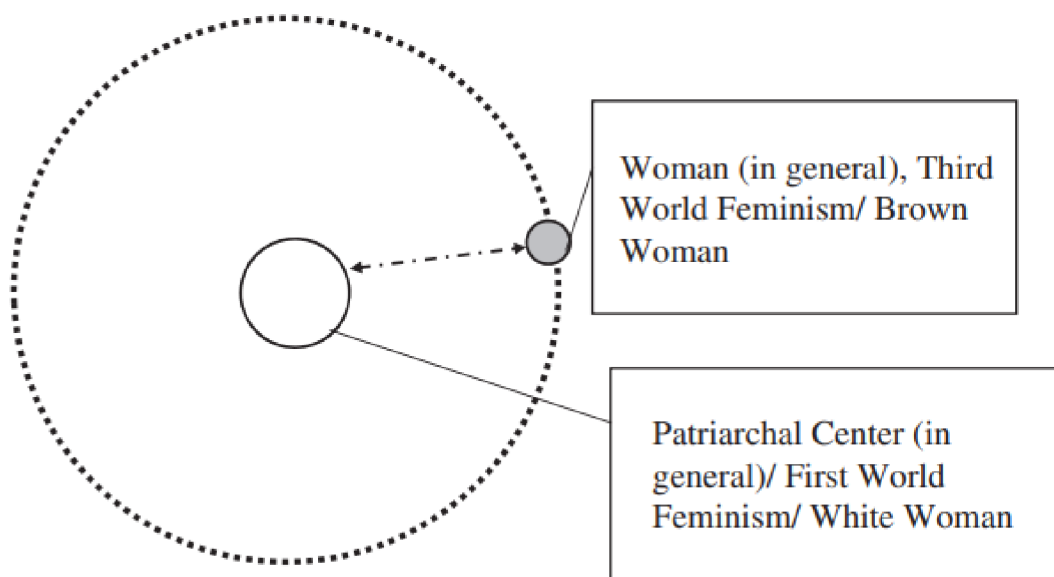 Woman (in general), Third
World Feminism/ Brown
Woman
Patriarchal Center (in
general)/ First World
Feminism/ White Woman